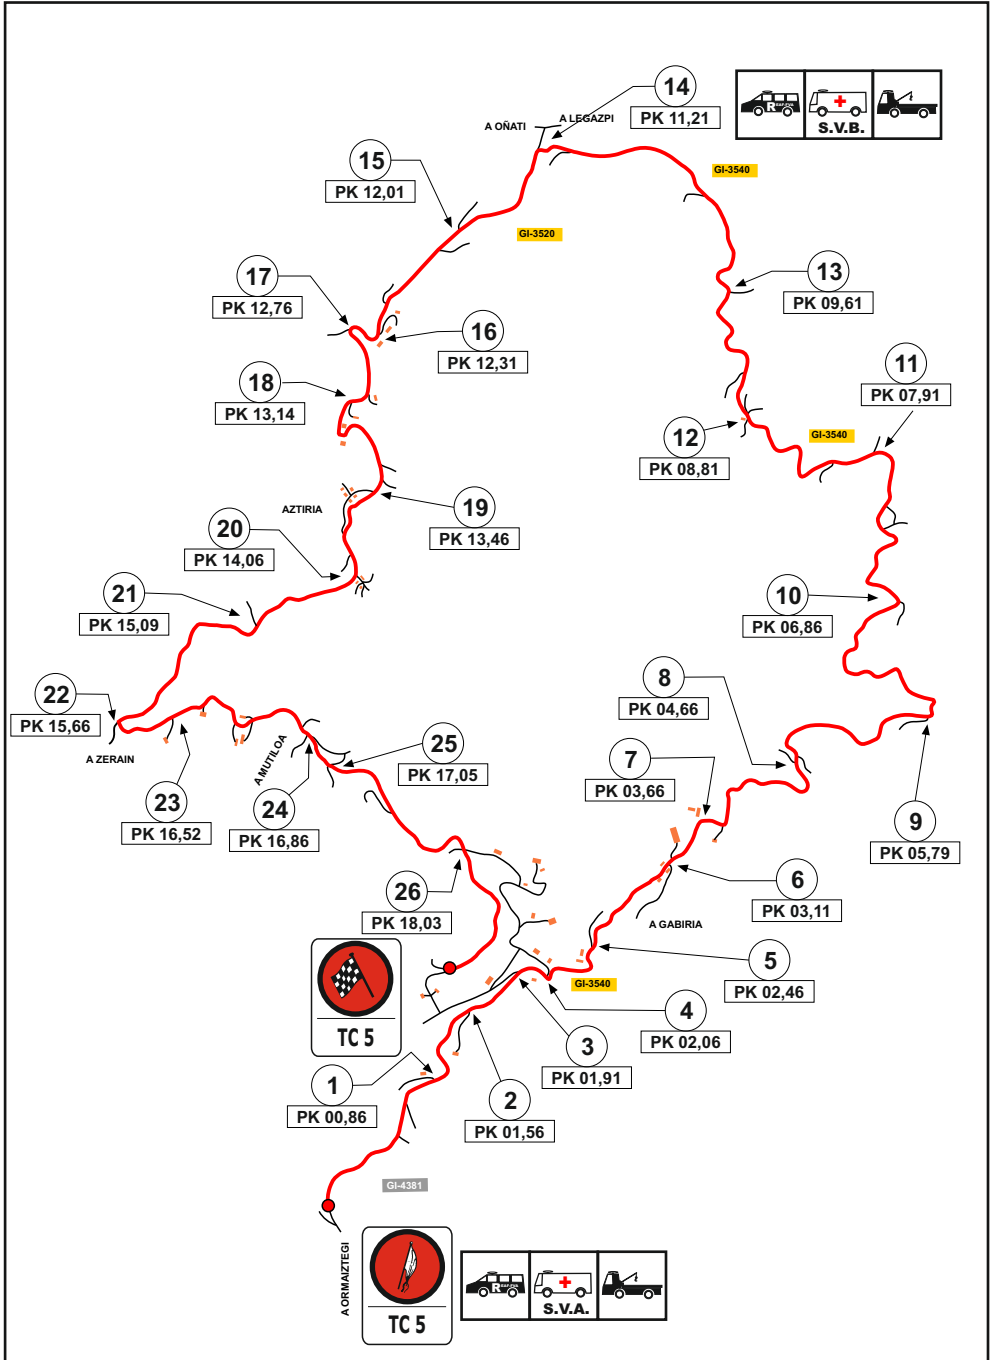 14
PK 11,21
A OÑATI
A LEGAZPI
R
S.V.B.
15
PK 12,01
GI-3540
GI-3520
13
PK 09,61
17
PK 12,76
16
PK 12,31
18
PK 13,14
11
PK 07,91
12
PK 08,81
GI-3540
AZTIRIA
19
PK 13,46
20
PK 14,06
21
PK 15,09
10
PK 06,86
22
PK 15,66
A ZERAIN
8
PK 04,66
A MUTILOA
25
PK 17,05
7
PK 03,66
23
PK 16,52
24
PK 16,86
9
PK 05,79
26
PK 18,03
6
PK 03,11
A GABIRIA
5
PK 02,46
GI-3540
4
PK 02,06
TC 5
3
PK 01,91
1
PK 00,86
2
PK 01,56
GI-4381
A ORMAIZTEGI
TC 5
R
S.V.A.